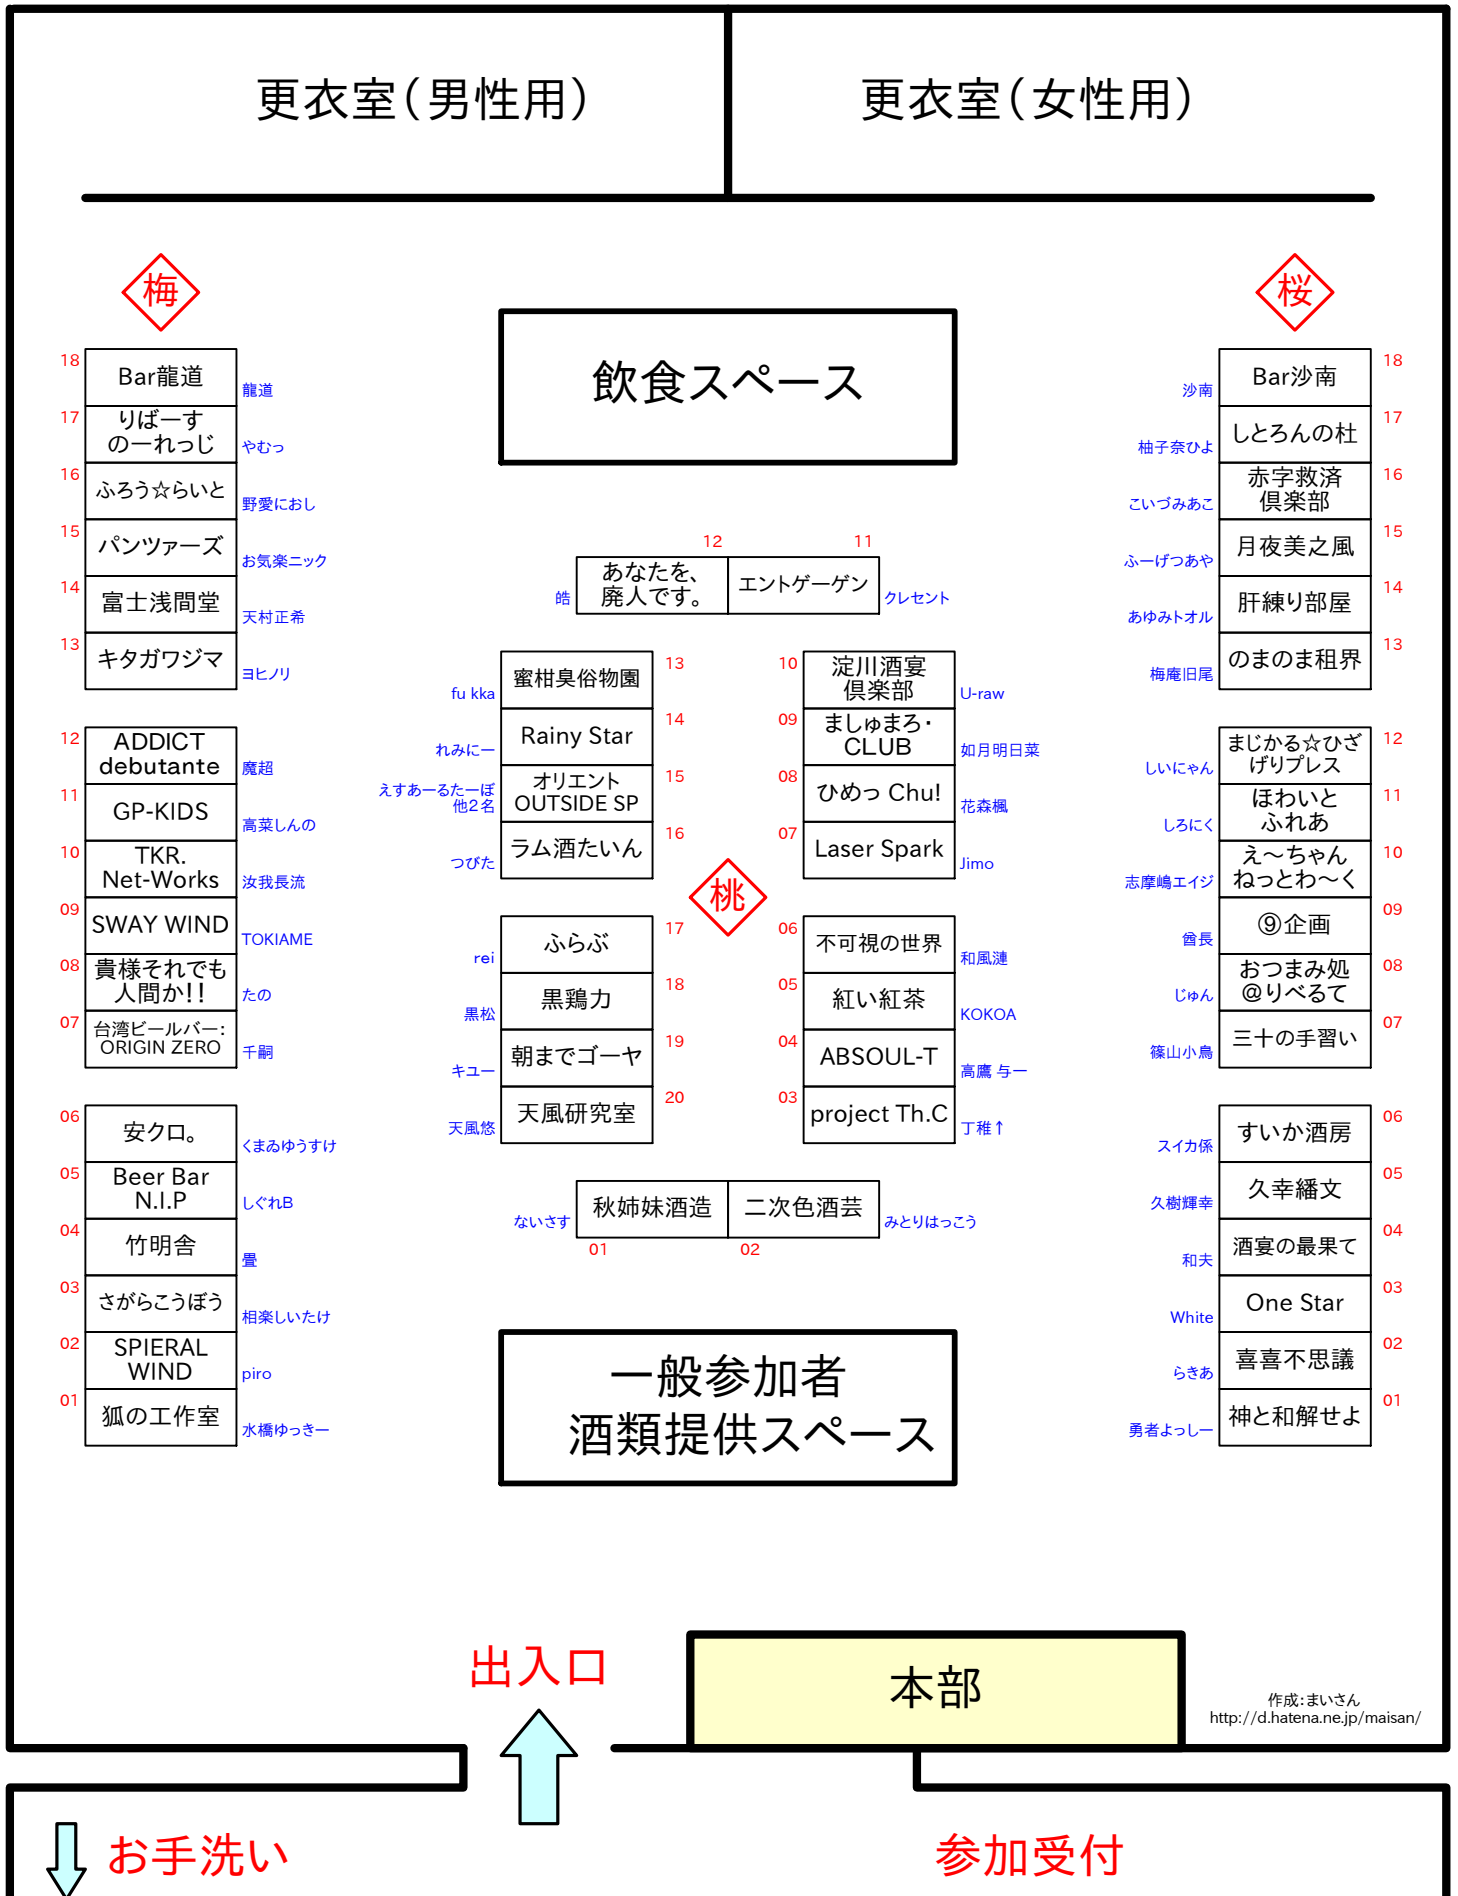 更衣室(男性用)
更衣室(女性用)
梅
18
Bar龍道
龍道
17
りばーす
のーれっじ
やむっ
16
ふろう☆らいと
野愛におし
15
パンツァーズ
お気楽ニック
14
富士浅間堂
天村正希
13
キタガワジマ
ヨヒノリ
12
ADDICT
debutante
魔超
11
GP-KIDS
高菜しんの
10
TKR.
Net-Works
汝我長流
09
SWAY WIND
TOKIAME
08
貴様それでも
人間か!!
たの
07
台湾ビールバー:
ORIGIN ZERO
千嗣
06
安クロ。
くまゐゆうすけ
05
Beer Bar
N.I.P
しぐれB
04
竹明舎
畳
03
さがらこうぼう
相楽しいたけ
02
SPIERAL
WIND
piro
01
狐の工作室
水橋ゆっきー
飲食スペース
12
11
皓
あなたを、
廃人です。
エントゲーゲン
クレセント
fu kka
蜜柑臭俗物園
13
れみにー
Rainy Star
14
えすあーるたーぼ
他2名
オリエント
OUTSIDE SP
15
つびた
ラム酒たいん
16
10
淀川酒宴
倶楽部
U-raw
09
ましゅまろ・
CLUB
如月明日菜
08
ひめっ Chu!
花森楓
07
Laser Spark
Jimo
桃
rei
ふらぶ
17
黒松
黒鶏力
18
キユー
朝までゴーヤ
19
天風悠
天風研究室
20
06
不可視の世界
和風漣
05
紅い紅茶
KOKOA
04
ABSOUL-T
高鷹 与一
03
project Th.C
丁稚↑
ないさす
秋姉妹酒造
二次色酒芸
みとりはっこう
01
02
一般参加者
酒類提供スペース
桜
沙南
Bar沙南
18
柚子奈ひよ
しとろんの杜
17
こいづみあこ
赤字救済
倶楽部
16
ふーげつあや
月夜美之風
15
あゆみトオル
肝練り部屋
14
梅庵旧尾
のまのま租界
13
しいにゃん
まじかる☆ひざ
げりプレス
12
しろにく
ほわいと
ふれあ
11
志摩嶋エイジ
え～ちゃん
ねっとわ～く
10
酋長
⑨企画
09
じゅん
おつまみ処
@りべるて
08
篠山小鳥
三十の手習い
07
スイカ係
すいか酒房
06
久樹輝幸
久幸繙文
05
和夫
酒宴の最果て
04
White
One Star
03
らきあ
喜喜不思議
02
勇者よっしー
神と和解せよ
01
出入口
本部
作成:まいさん
http://d.hatena.ne.jp/maisan/
お手洗い
参加受付